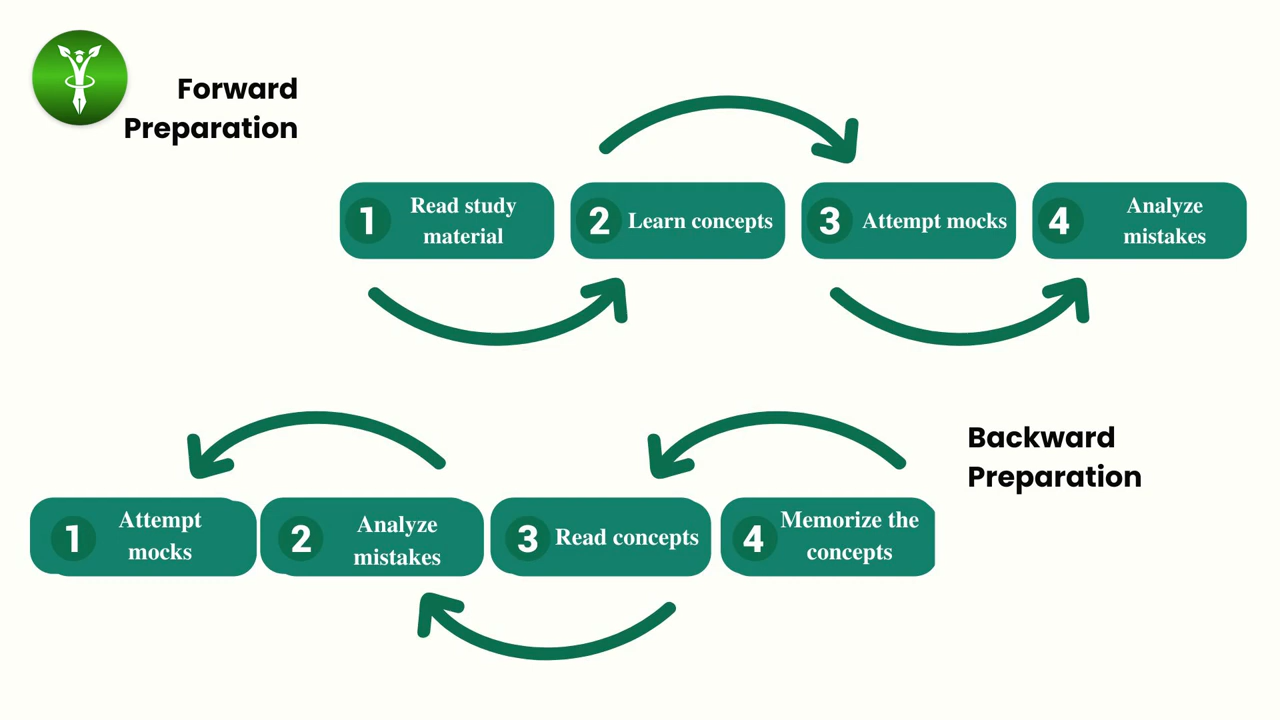 Forward
Preparation
1
Read study
material
2
Learn concepts
3
Attempt mocks
4
Analyze
mistakes
Backward
Preparation
1
Attempt
mocks
2
Analyze
mistakes
3
Read concepts
4
Memorize the
concepts